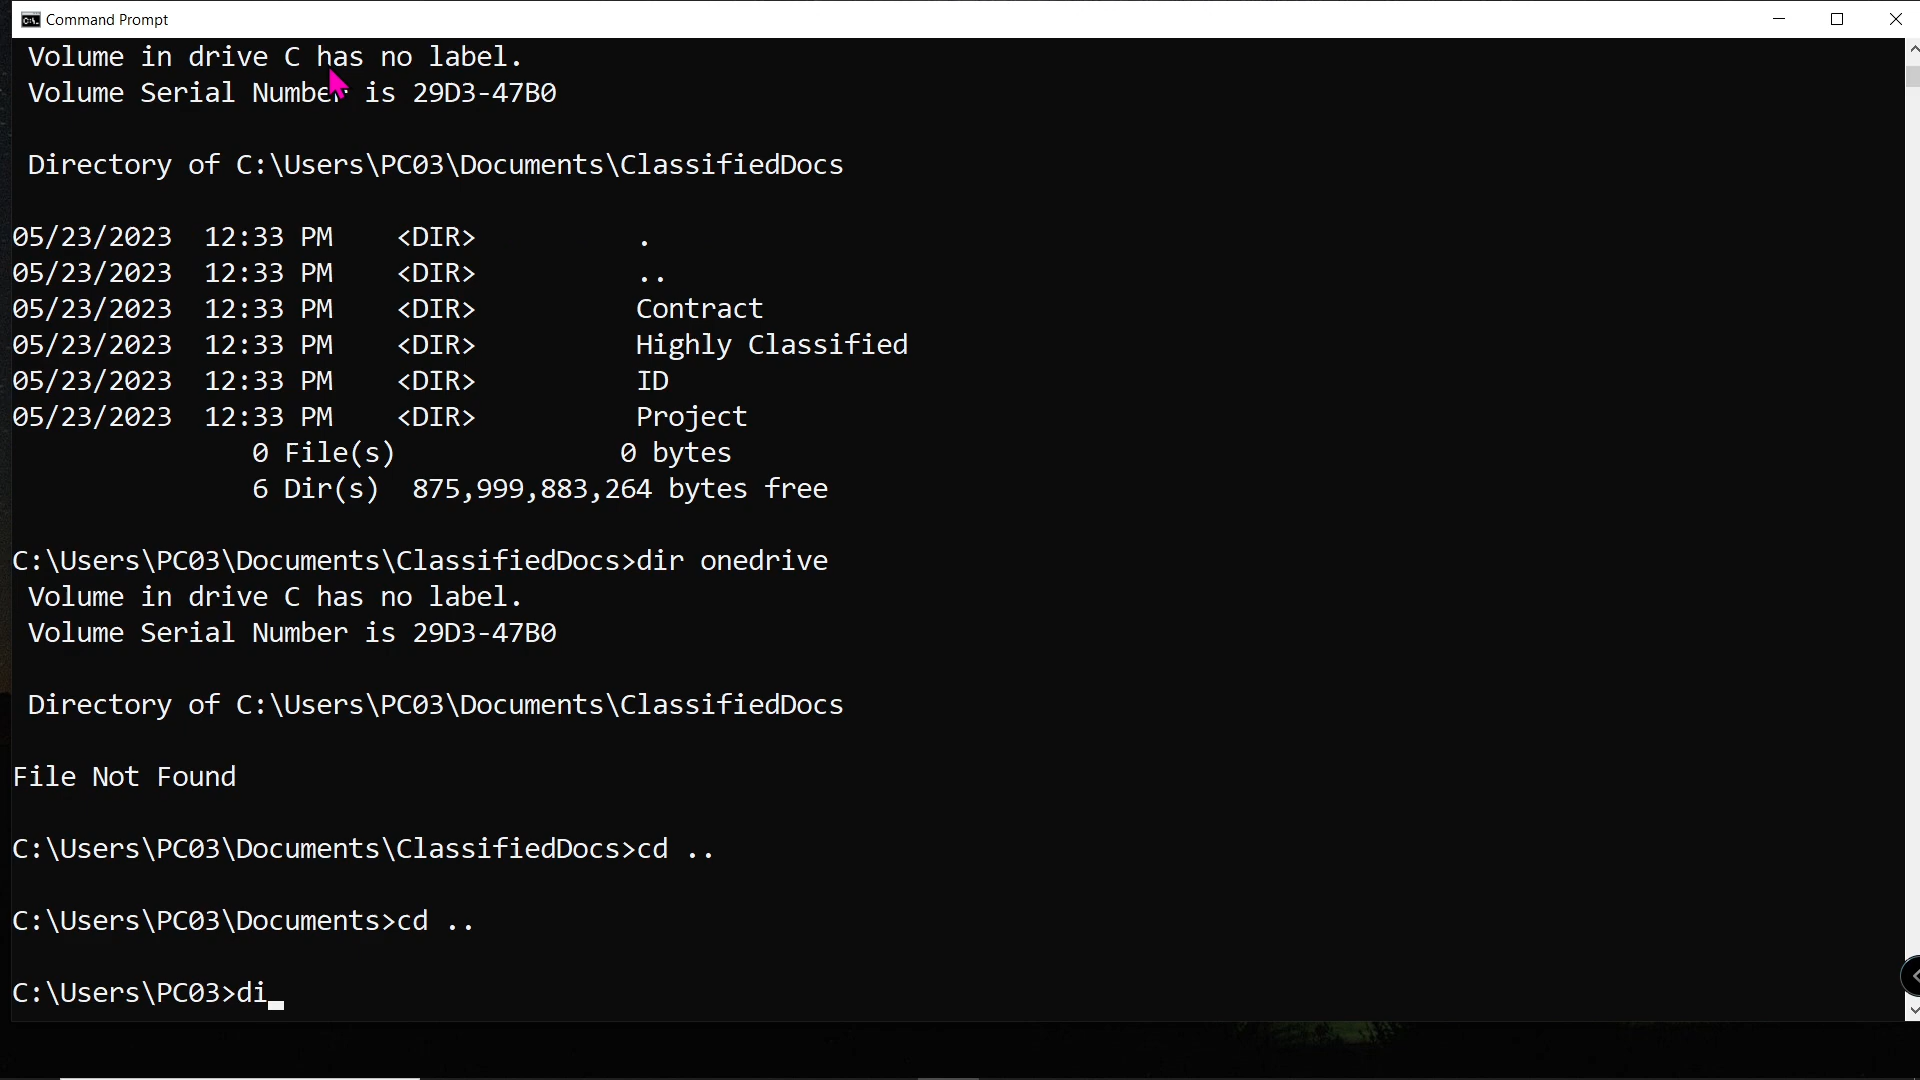 Command Prompt
Volume in drive C has no label.
Volume Serial Number is 29D3-47B0
Directory of C:\Users\PC03\Documents\ClassifiedDocs
05/23/2023  12:33 PM    <DIR>          .
05/23/2023  12:33 PM    <DIR>          ..
05/23/2023  12:33 PM    <DIR>          Contract
05/23/2023  12:33 PM    <DIR>          Highly Classified
05/23/2023  12:33 PM    <DIR>          ID
05/23/2023  12:33 PM    <DIR>          Project
0 File(s)              0 bytes
6 Dir(s)  875,999,883,264 bytes free
C:\Users\PC03\Documents\ClassifiedDocs>dir onedrive
Volume in drive C has no label.
Volume Serial Number is 29D3-47B0
Directory of C:\Users\PC03\Documents\ClassifiedDocs
File Not Found
C:\Users\PC03\Documents\ClassifiedDocs>cd ..
C:\Users\PC03\Documents>cd ..
C:\Users\PC03>di